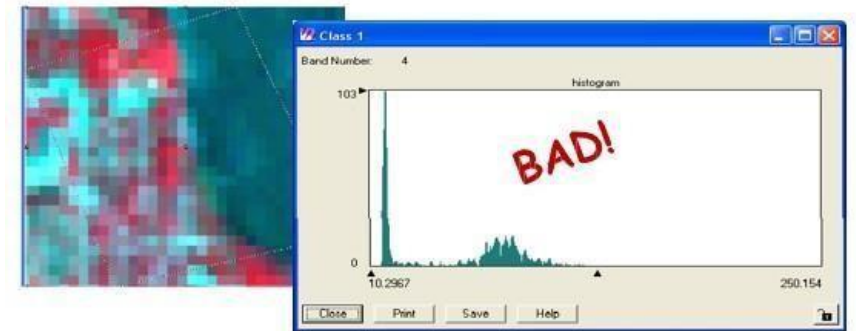 Class 1
Band Number: 4
histogram
103
BAD!
0
10.2967 250.154
Close Print Save Help